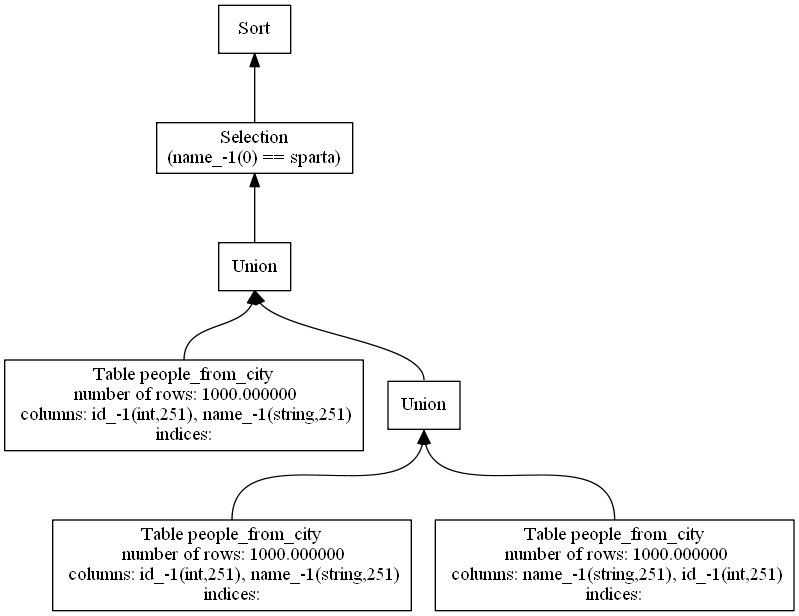 Sort
Selection
(name_-1(0) == sparta)
Union
Table people_from_city
number of rows: 1000.000000
columns: id_-1(int,251), name_-1(string,251)
indices:
Union
Table people_from_city
number of rows: 1000.000000
columns: id_-1(int,251), name_-1(string,251)
indices:
Table people_from_city
number of rows: 1000.000000
columns: name_-1(string,251), id_-1(int,251)
indices: